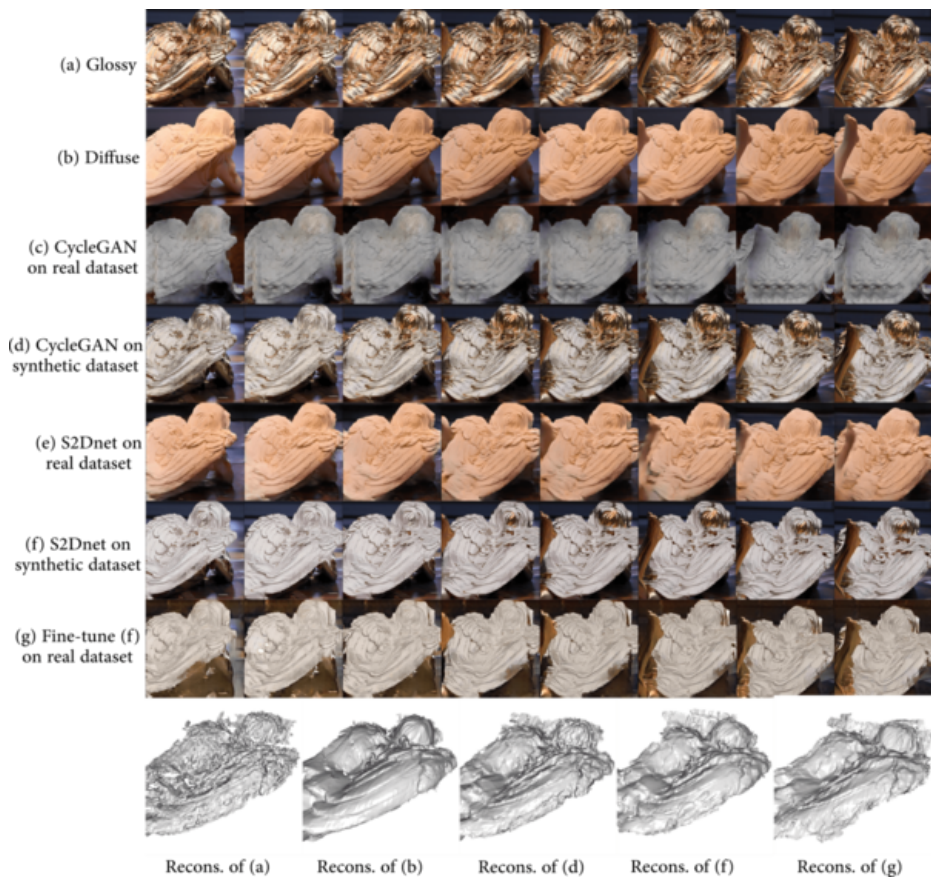 (a) Glossy
(b) Diffuse
(c) CycleGAN
on real dataset
(d) CycleGAN on
synthetic dataset
(e) S2Dnet on
real dataset
(f) S2Dnet on
synthetic dataset
(g) Fine-tune (f)
on real dataset
Recons. of (a)
Recons. of (b)
Recons. of (d)
Recons. of (f)
Recons. of (g)